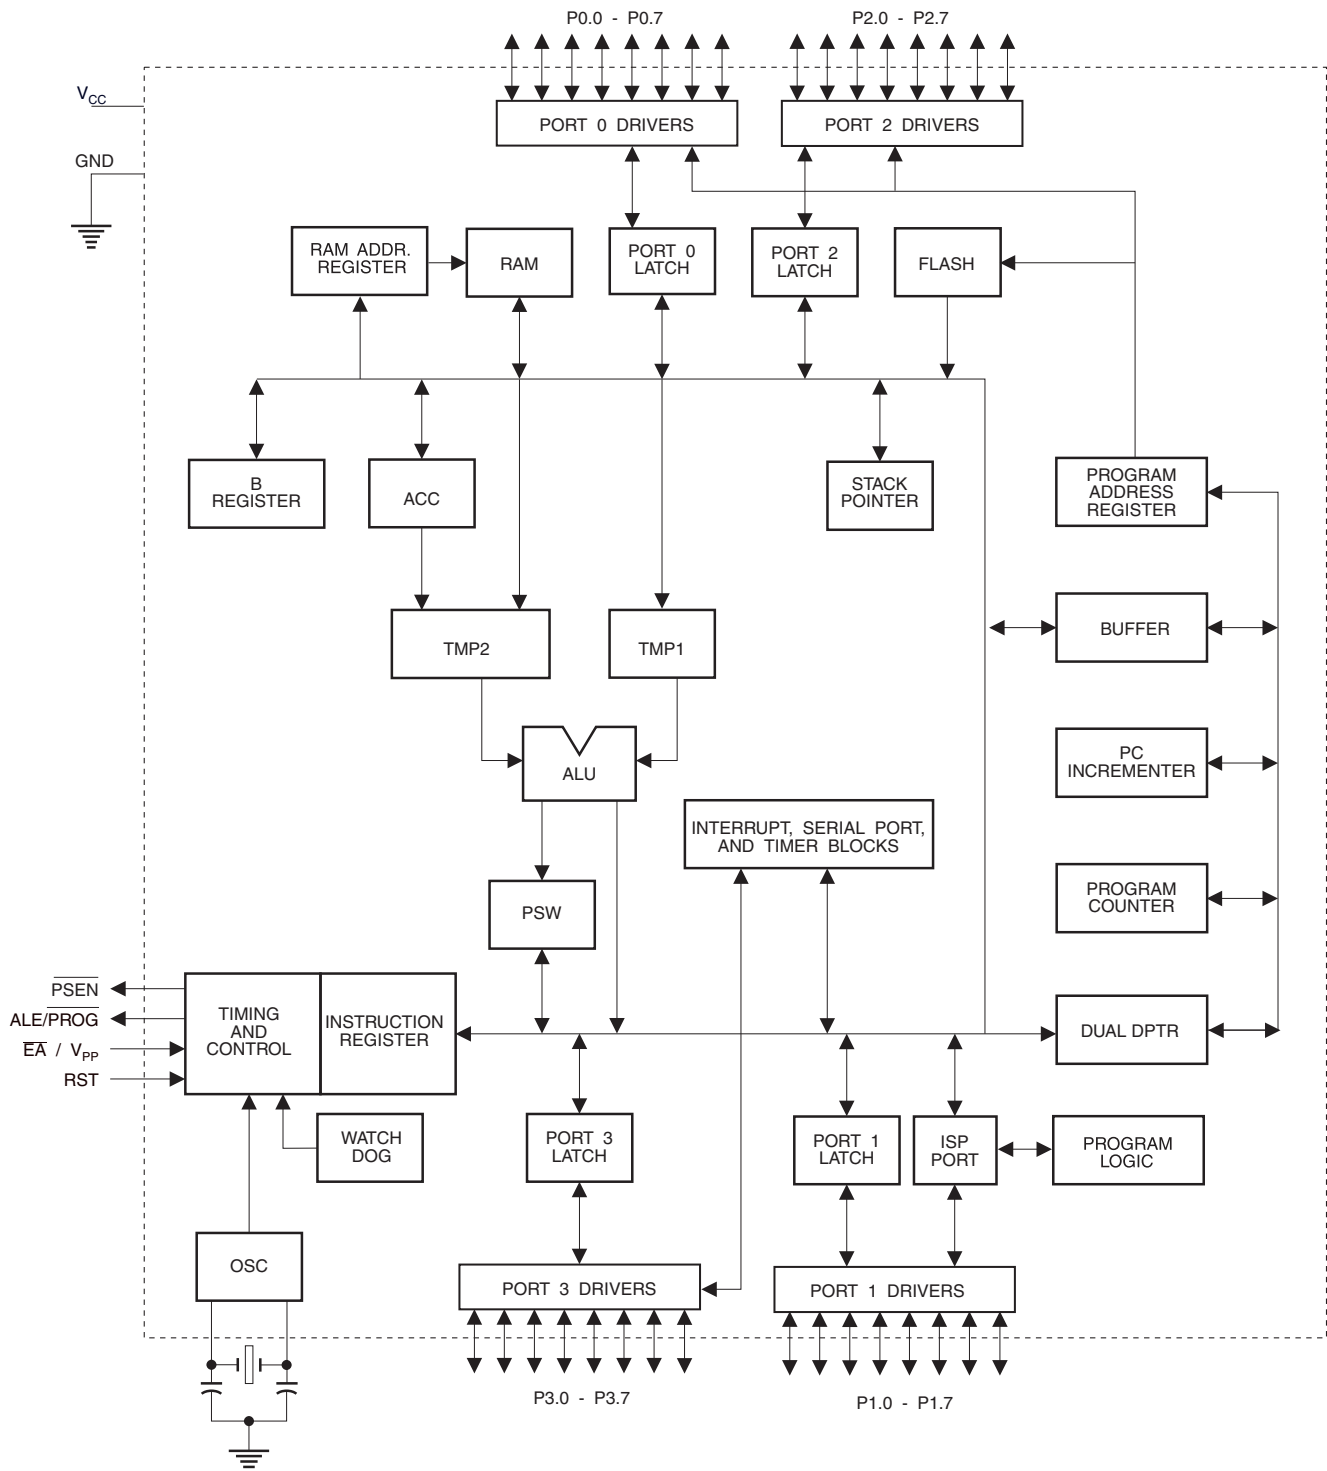 P0.0 - P0.7
P2.0 - P2.7
VCC
PORT 0 DRIVERS
PORT 2 DRIVERS
GND
RAM ADDR.
REGISTER
RAM
PORT 0
LATCH
PORT 2
LATCH
FLASH
B
REGISTER
ACC
STACK
POINTER
PROGRAM
ADDRESS
REGISTER
TMP2
TMP1
BUFFER
ALU
PC
INCREMENTER
INTERRUPT, SERIAL PORT,
AND TIMER BLOCKS
PSW
PROGRAM
COUNTER
PSEN
ALE/PROG
EA / VPP
RST
TIMING
AND
CONTROL
INSTRUCTION
REGISTER
DUAL DPTR
WATCH
DOG
PORT 3
LATCH
PORT 1
LATCH
ISP
PORT
PROGRAM
LOGIC
OSC
PORT 3 DRIVERS
PORT 1 DRIVERS
P3.0 - P3.7
P1.0 - P1.7